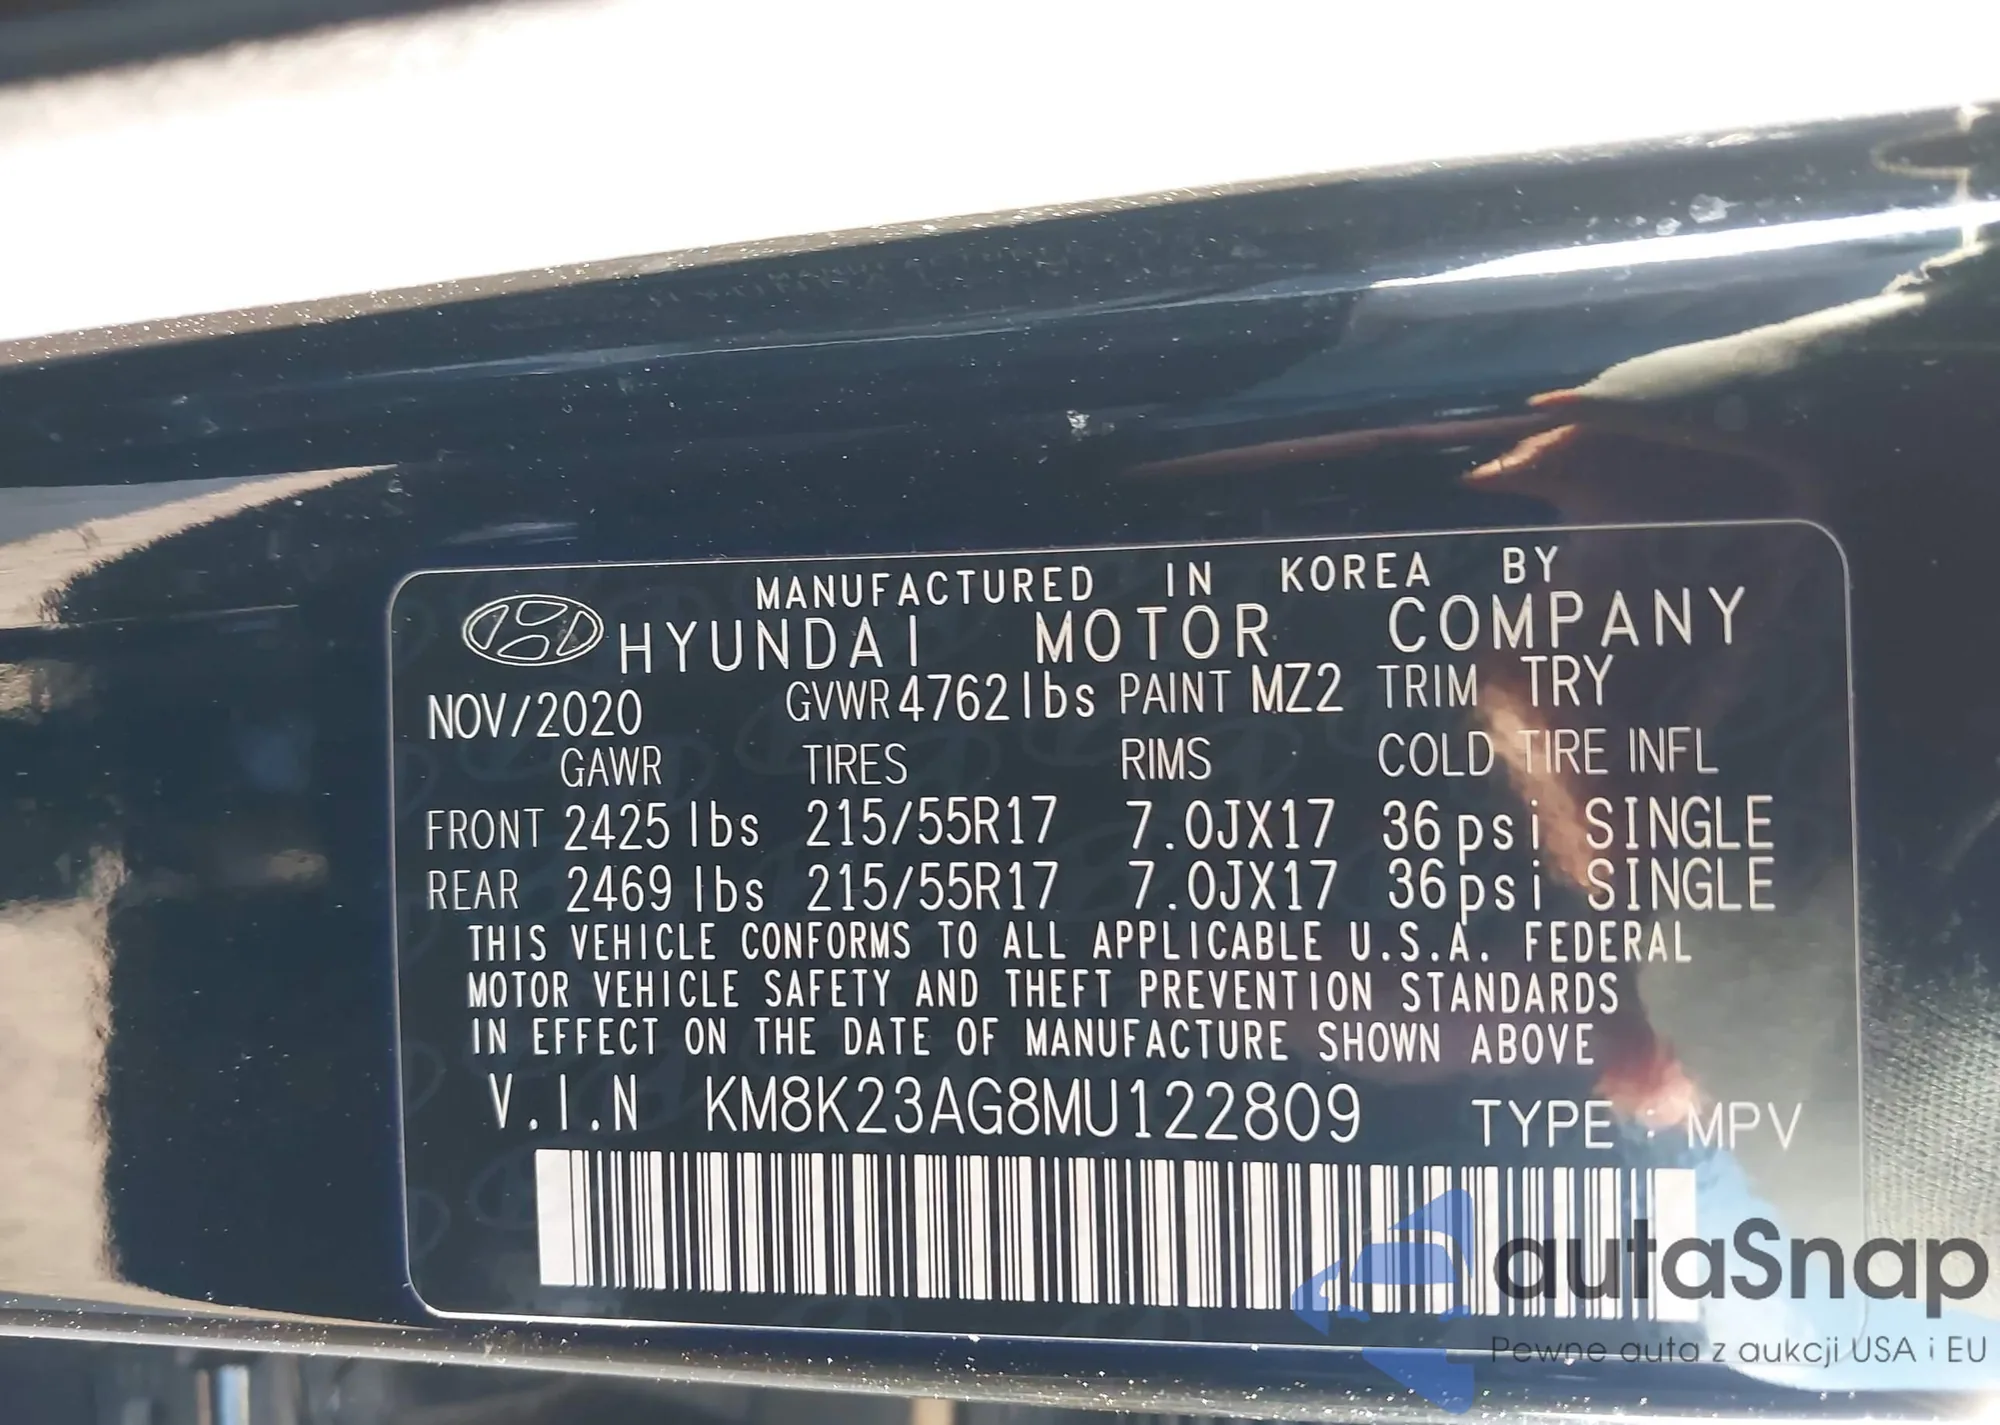 MANUFACTURED IN KOREA BY
HYUNDAI MOTOR COMPANY
NOV/2020 GVWR 4762lbs PAINT MZ2 TRIM TRY
GAWR TIRES RIMS COLD TIRE INFL
FRONT 2425 lbs 215/55R17 7.0JX17 36psi SINGLE
REAR 2469 lbs 215/55R17 7.0JX17 36psi SINGLE
THIS VEHICLE CONFORMS TO ALL APPLICABLE U.S.A. FEDERAL
MOTOR VEHICLE SAFETY AND THEFT PREVENTION STANDARDS
IN EFFECT ON THE DATE OF MANUFACTURE SHOWN ABOVE
V.I.N KM8K23AG8MU122809 TYPE : MPV
autaSnap
Pewne auta z aukcji USA i EU